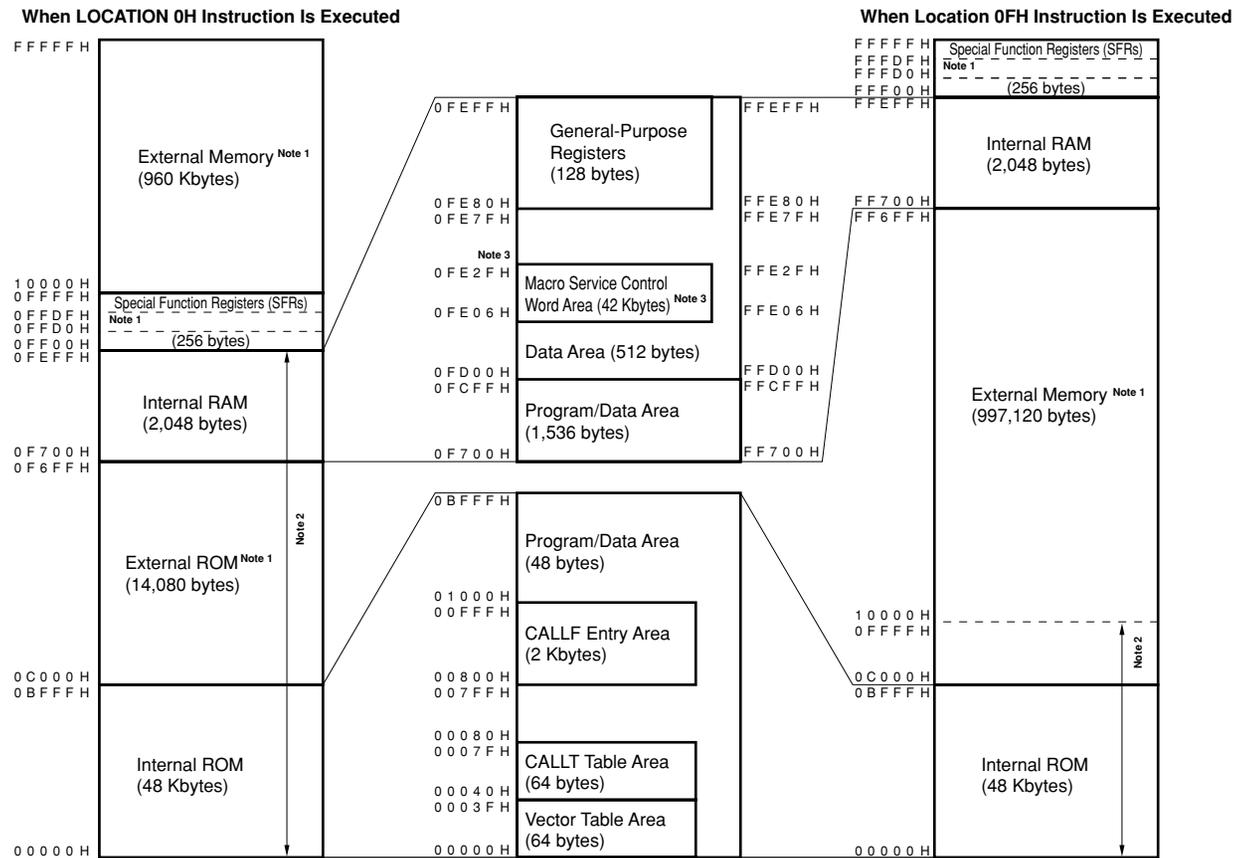 When LOCATION 0H Instruction Is Executed
When Location 0FH Instruction Is Executed
FFFFFH
External Memory Note 1
(960 Kbytes)
10000H
0FFFFH
Special Function Registers (SFRs)
0FFDFH
Note 1
0FFD0H
0FF00H
(256 bytes)
0FEFFH
Internal RAM
(2,048 bytes)
0F700H
0F6FFH
Note 2
External ROM Note 1
(14,080 bytes)
0C000H
0BFFFH
Internal ROM
(48 Kbytes)
00000H
0FEFFH
FFEFFH
General-Purpose
Registers
(128 bytes)
0FE80H
FFE80H
0FE7FH
FFE7FH
Note 3
0FE2FH
FFE2FH
Macro Service Control
Word Area (42 Kbytes) Note 3
0FE06H
FFE06H
Data Area (512 bytes)
0FD00H
FFD00H
0FCFFH
FFCFFH
Program/Data Area
(1,536 bytes)
0F700H
FF700H
0BFFFH
Program/Data Area
(48 bytes)
01000H
00FFFH
CALLF Entry Area
(2 Kbytes)
00800H
007FFH
00080H
0007FH
CALLT Table Area
(64 bytes)
00040H
0003FH
Vector Table Area
(64 bytes)
00000H
FFFFFH
Special Function Registers (SFRs)
FFFDFH
Note 1
FFFD0H
FFF00H
(256 bytes)
FFEFFH
Internal RAM
(2,048 bytes)
FF700H
FF6FFH
External Memory Note 1
(997,120 bytes)
10000H
0FFFFH
Note 2
0C000H
0BFFFH
Internal ROM
(48 Kbytes)
00000H